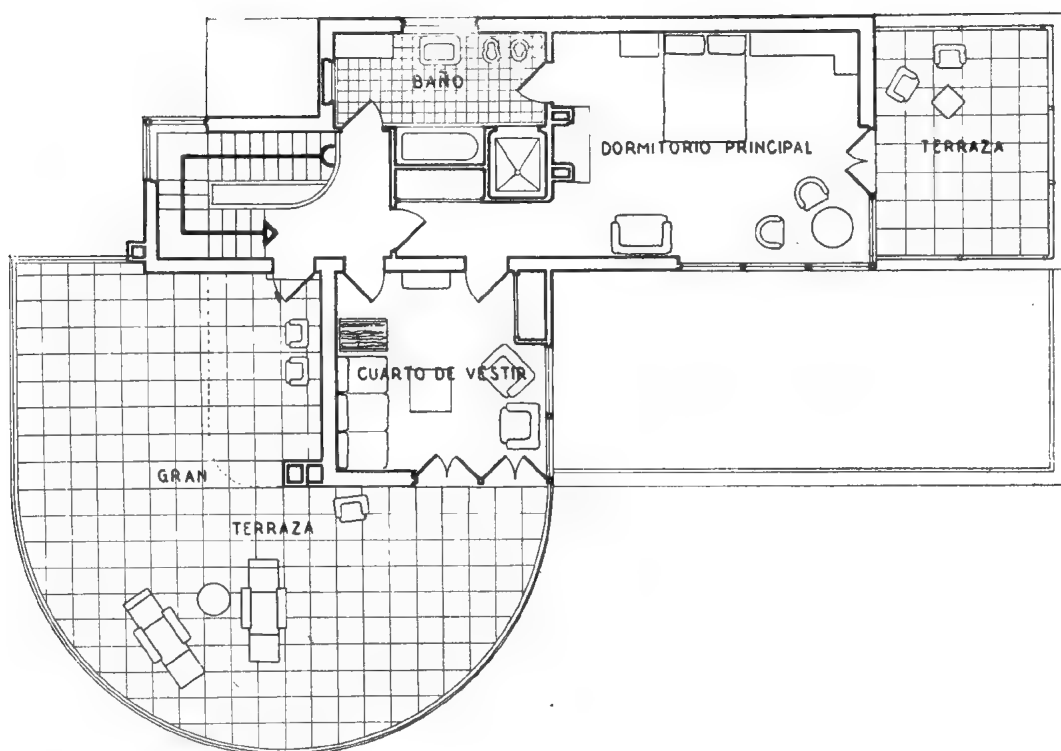 BAÑO
DORMITORIO PRINCIPAL
TERRAZA
CUARTO DE VESTIR
GRAN
TERRAZA